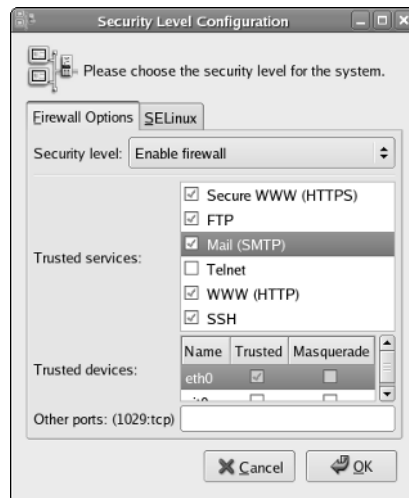 Security Level Configuration
Please choose the security level for the system.
Firewall Options SELinux
Security level: Enable firewall
Trusted services:
Secure WWW (HTTPS)
FTP
Mail (SMTP)
Telnet
WWW (HTTP)
SSH
Trusted devices:
Name Trusted Masquerade
eth0
Other ports: (1029:tcp)
Cancel OK